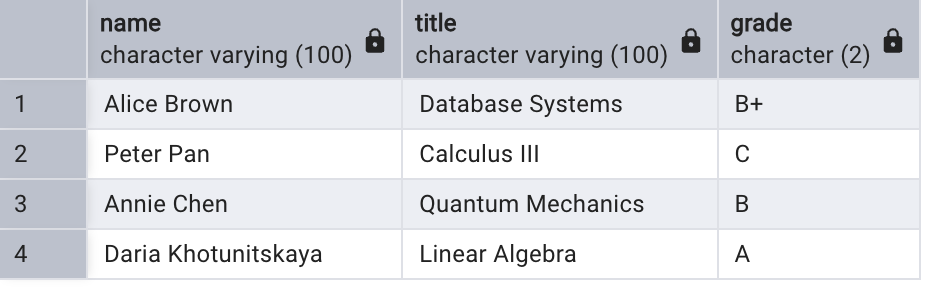 name title grade
character varying (100) character varying (100) character (2)
1 Alice Brown Database Systems B+
2 Peter Pan Calculus III C
3 Annie Chen Quantum Mechanics B
4 Daria Khotunitskaya Linear Algebra A